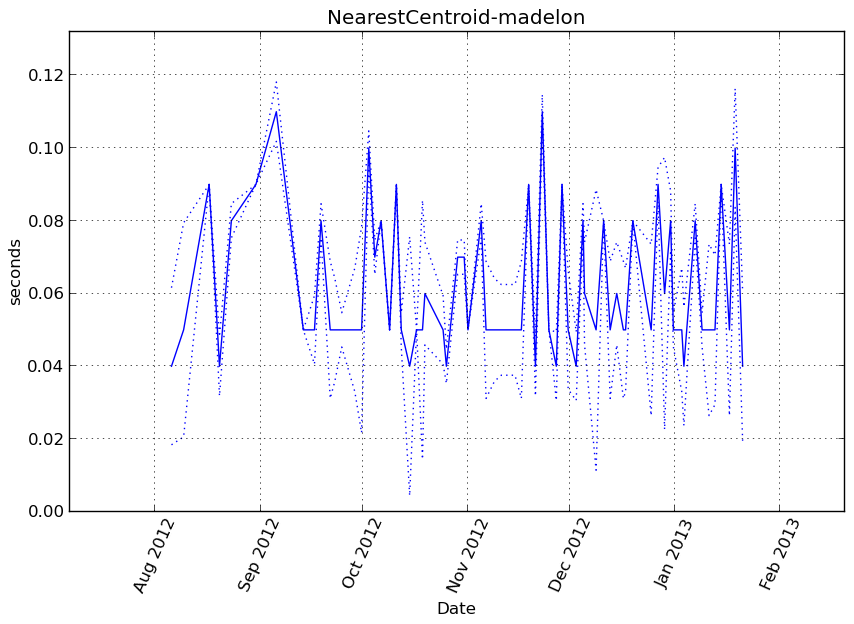 NearestCentroid-madelon
0.12
0.10
0.08
0.06
0.04
0.02
0.00
seconds
Aug 2012
Sep 2012
Oct 2012
Nov 2012
Dec 2012
Jan 2013
Feb 2013
Date